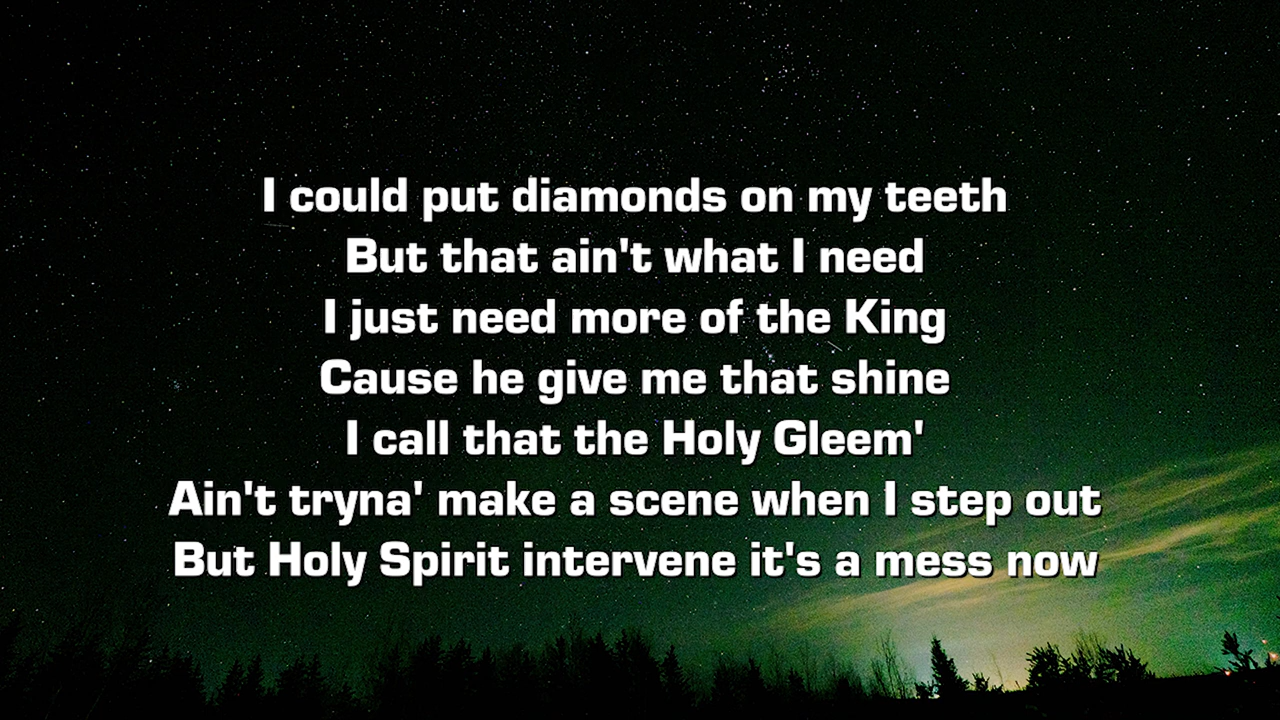 I could put diamonds on my teeth
But that ain't what I need
I just need more of the King
Cause he give me that shine
I call that the Holy Gleem'
Ain't tryna' make a scene when I step out
But Holy Spirit intervene it's a mess now